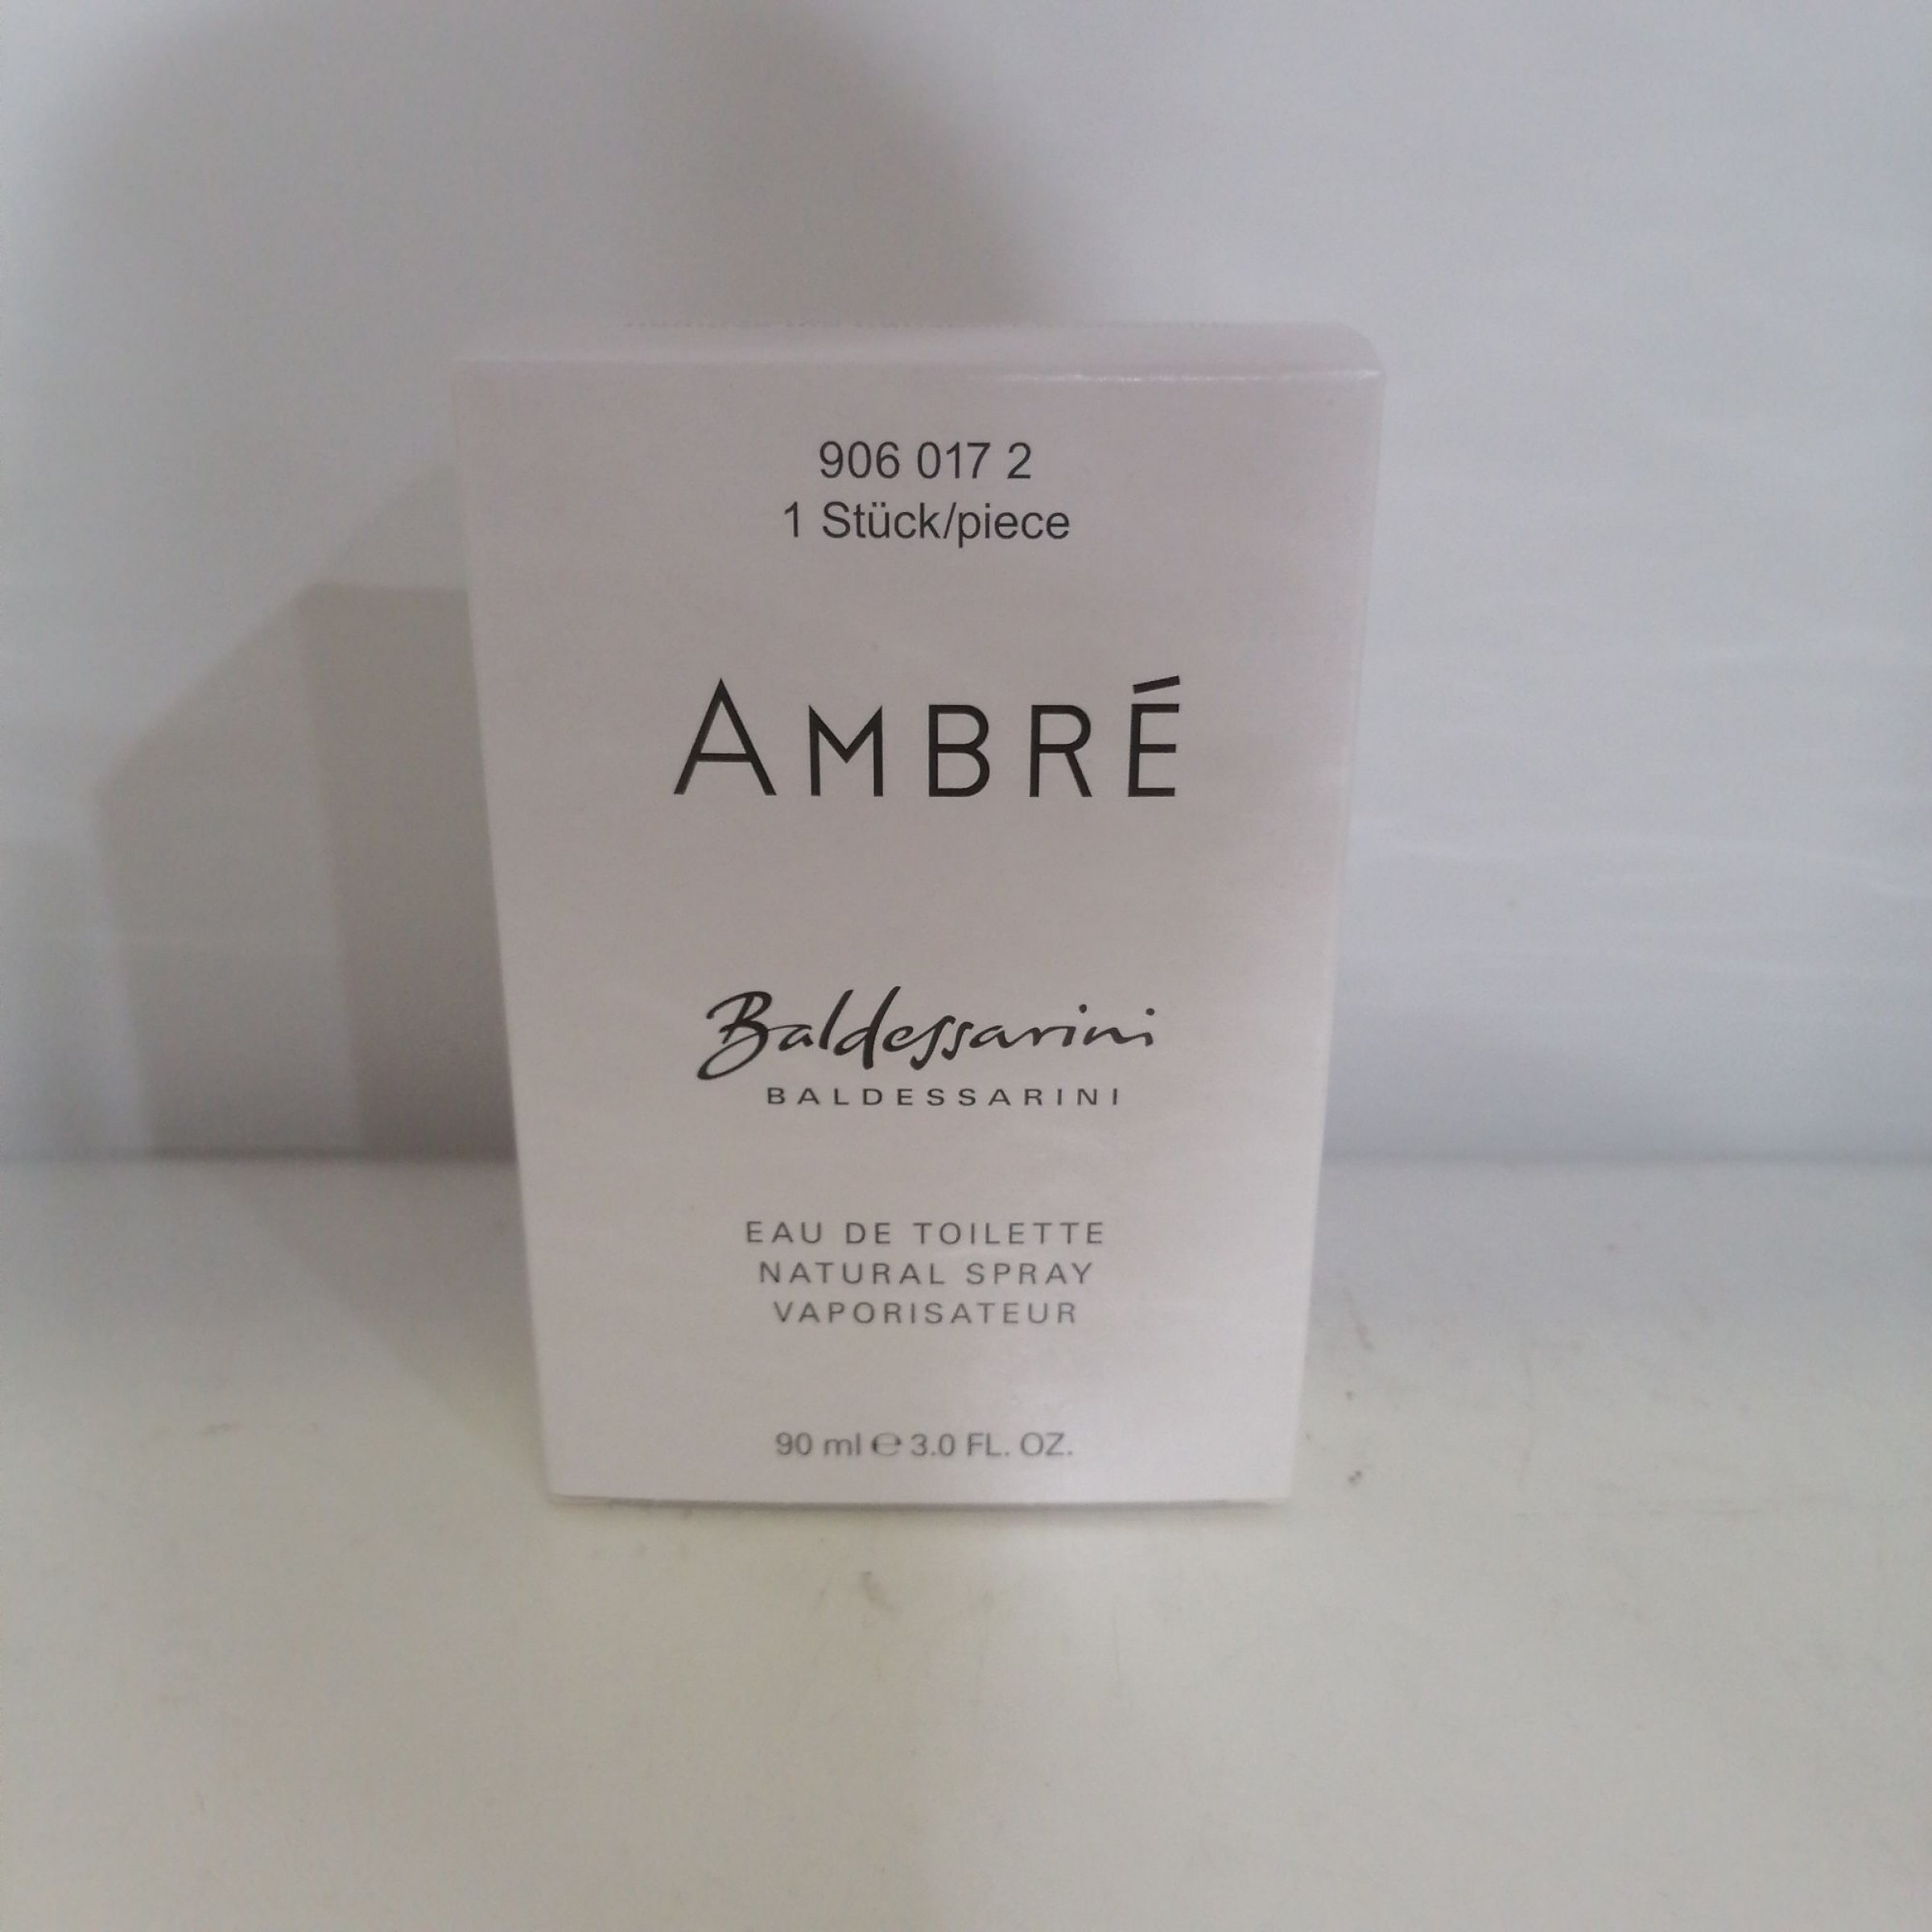 906 017 2
1 Stück/piece
AMBRÉ
Baldessarini
BALDESSARINI
EAU DE TOILETTE
NATURAL SPRAY
VAPORISATEUR
90 ml ℮ 3.0 FL. OZ.